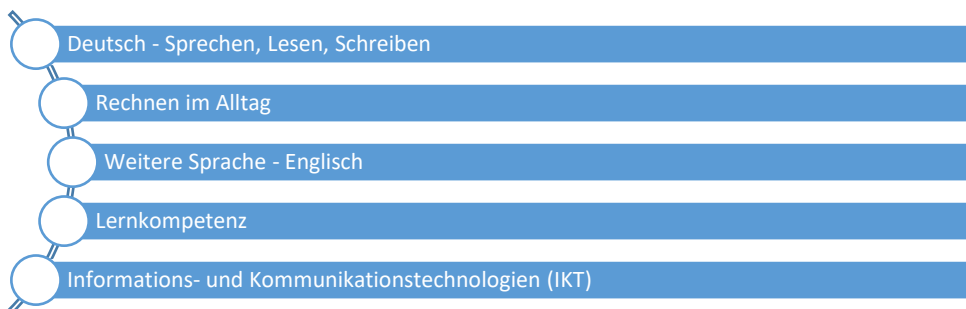 Deutsch - Sprechen, Lesen, Schreiben
Rechnen im Alltag
Weitere Sprache - Englisch
Lernkompetenz
Informations- und Kommunikationstechnologien (IKT)